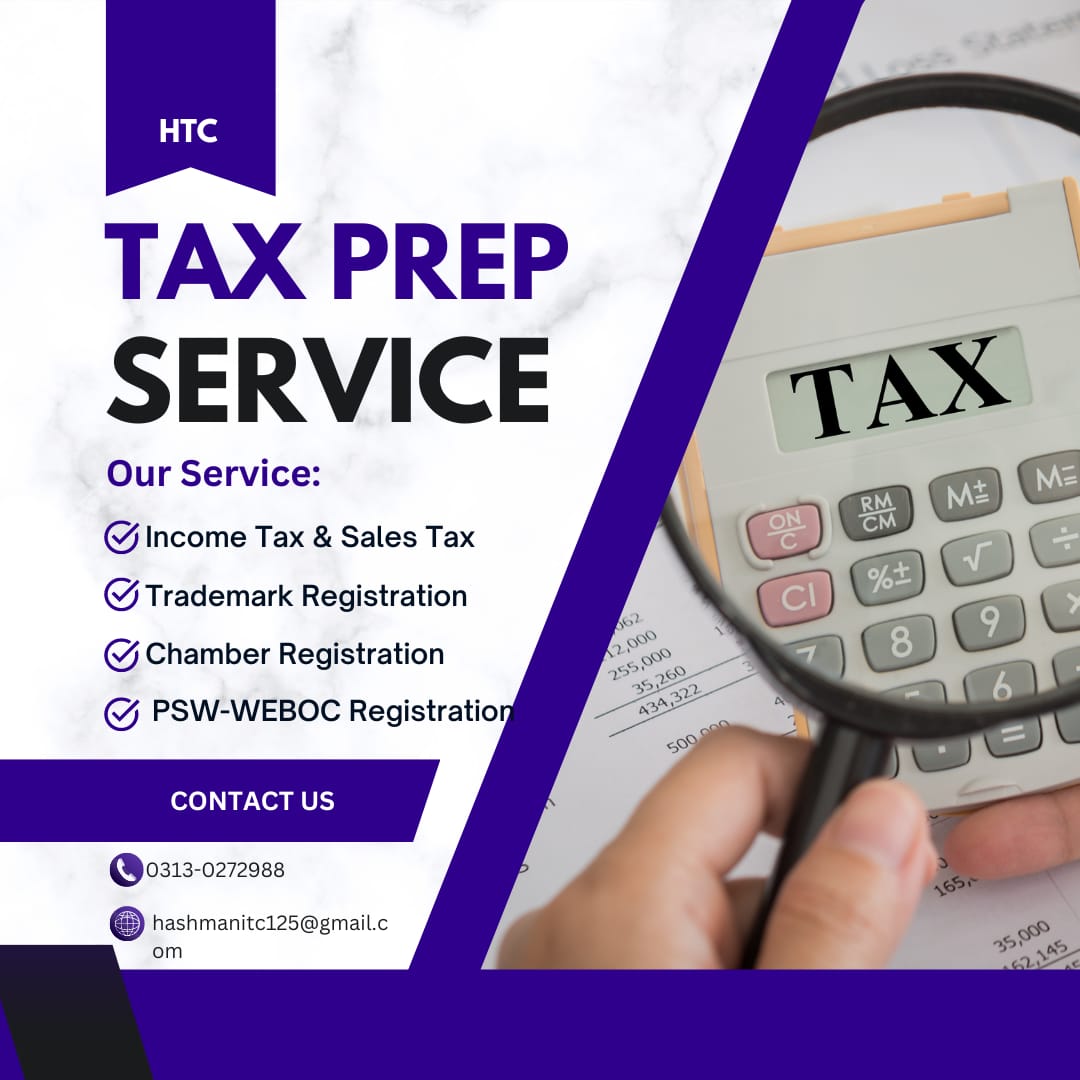 HTC
TAX PREP
SERVICE
Our Service:
Income Tax & Sales Tax
Trademark Registration
Chamber Registration
PSW-WEBOC Registration
CONTACT US
0313-0272988
hashmanitc125@gmail.c
om
Loss
TAX
ON
C
RM
CM
M±
CI
%±
√
÷
7
8
9
6
=
12,000
255,000
35,260
434,322
35,000